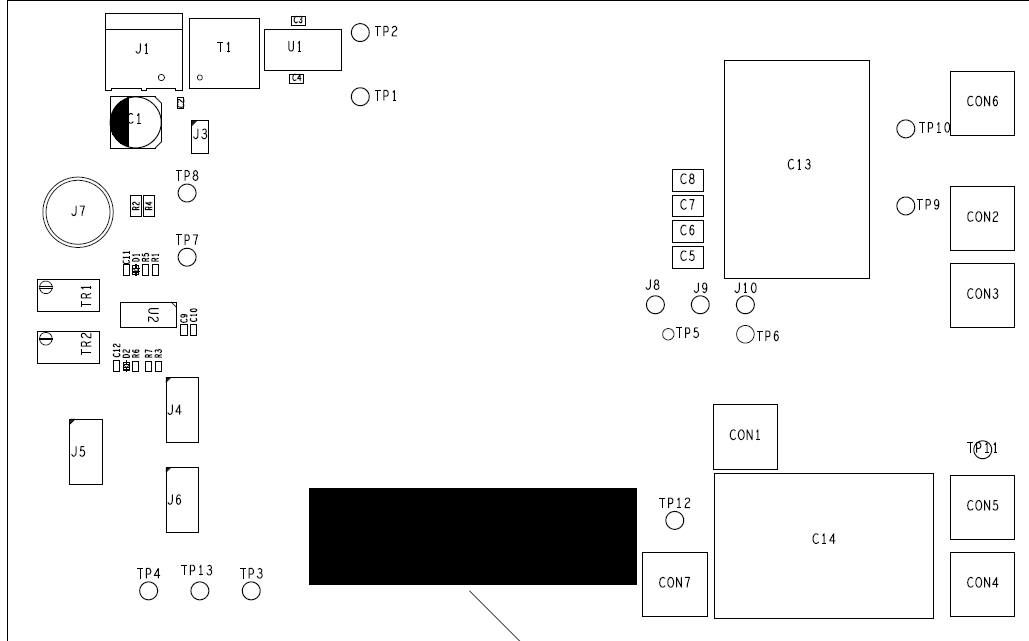 C3
TP2
J1
T1
U1
C4
TP1
C1
J3
CON6
TP10
C13
TP8
C8
R2
R4
C7
TP9
J7
CON2
C6
TP7
C5
C11
D1
R5
R1
J8
J9
J10
TR1
CON3
U2
C9
C10
TP5
TP6
TR2
C12
D2
R6
R7
R3
J4
CON1
TP11
J5
J6
TP12
CON5
C14
TP4
TP13
TP3
CON7
CON4